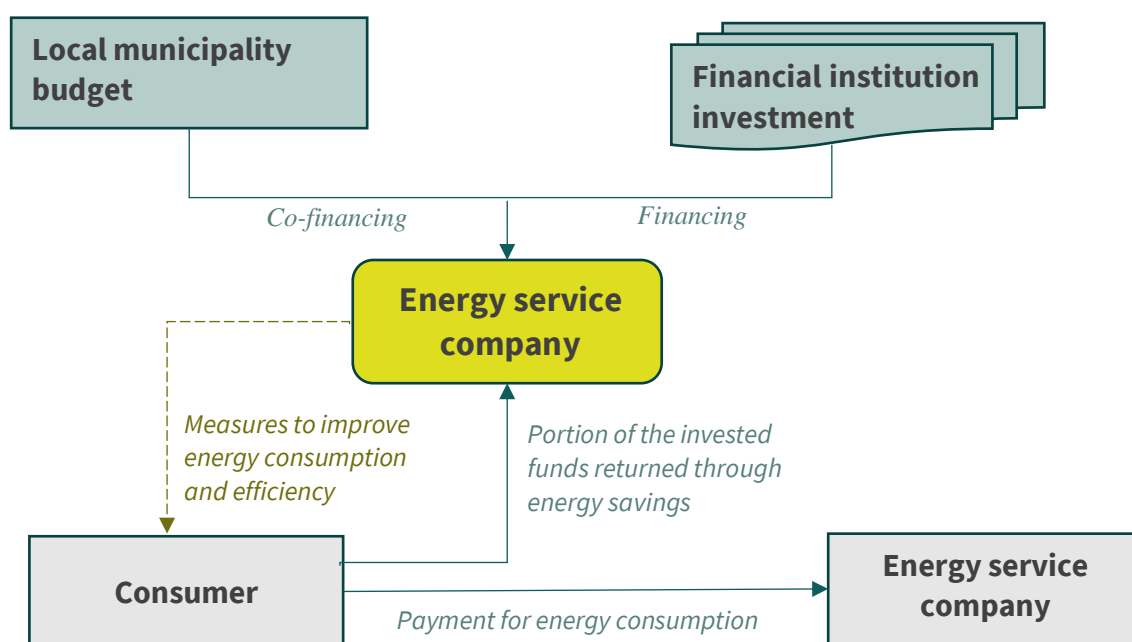 Local municipality
budget
Financial institution
investment
Co-financing
Financing
Energy service
company
Measures to improve
energy consumption
and efficiency
Portion of the invested
funds returned through
energy savings
Consumer
Payment for energy consumption
Energy service
company